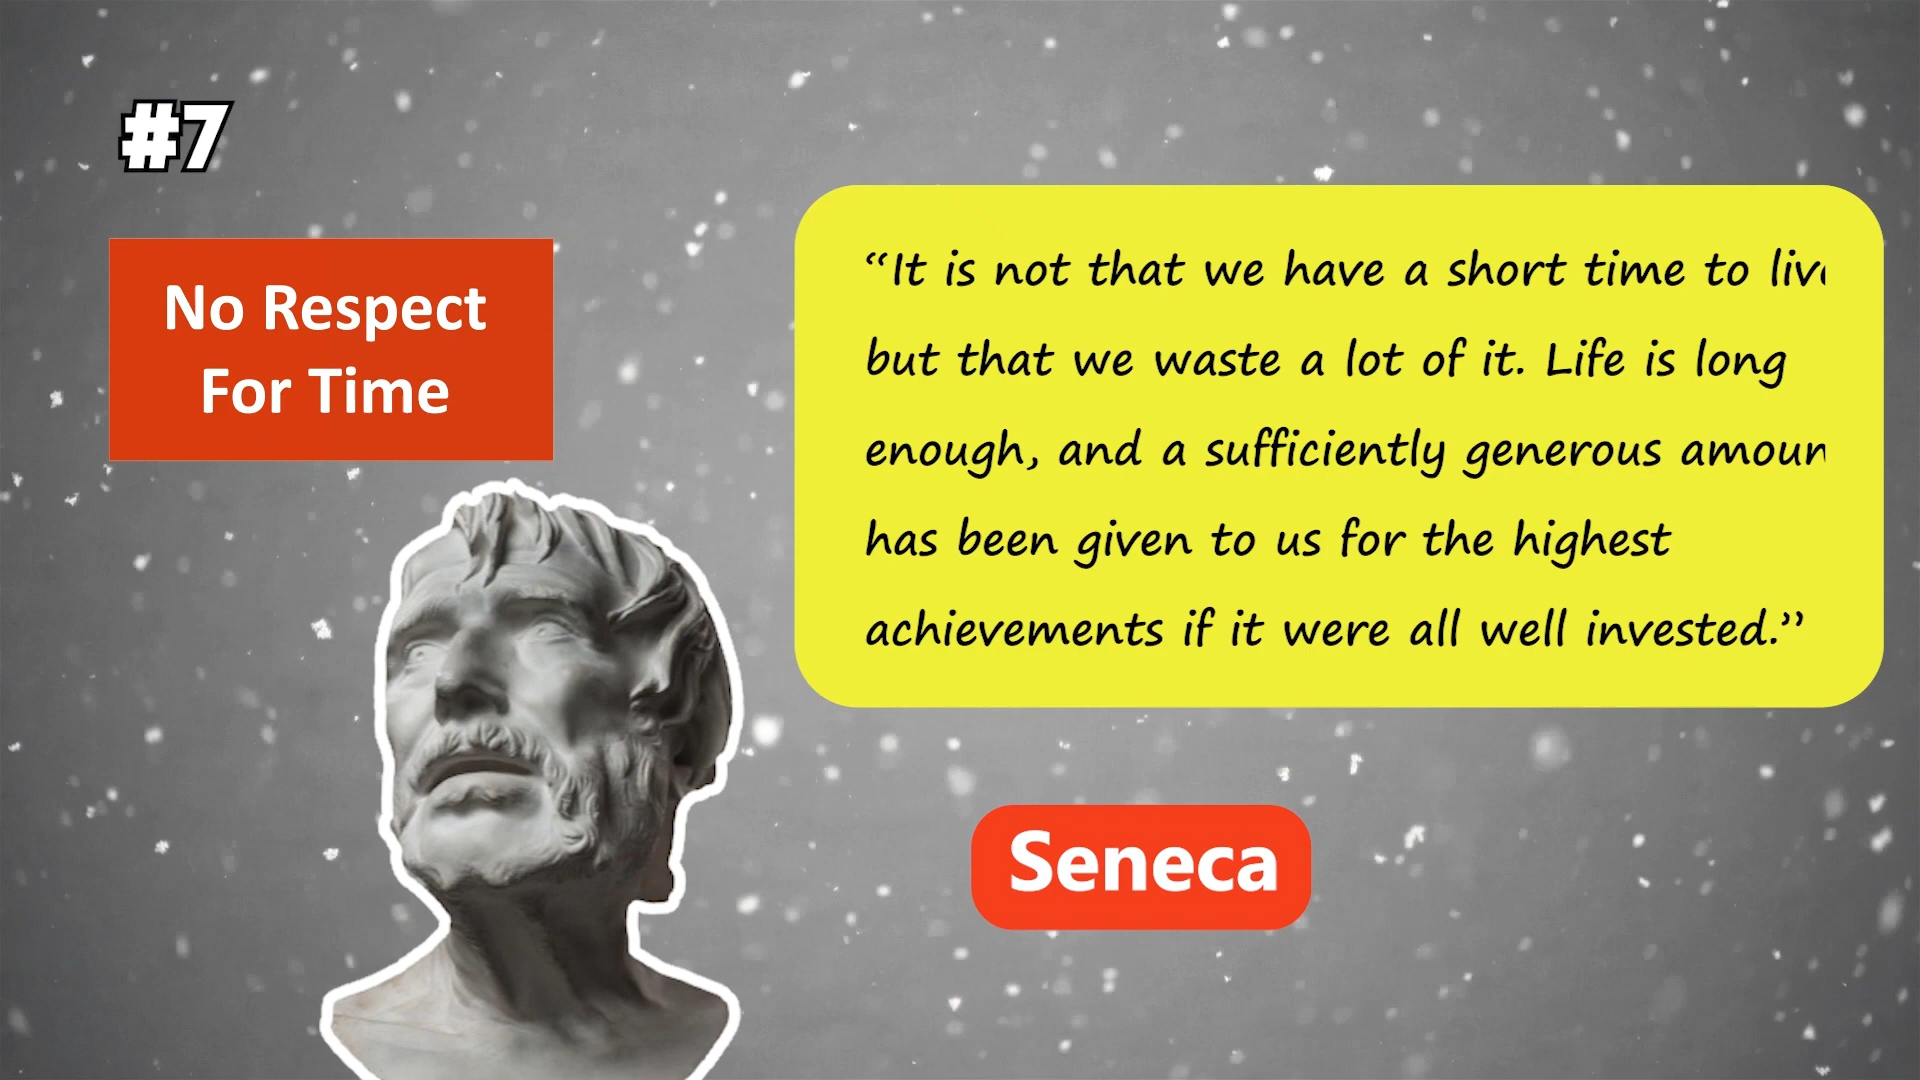 #7
No Respect
For Time
“It is not that we have a short time to live
but that we waste a lot of it. Life is long
enough, and a sufficiently generous amoun
has been given to us for the highest
achievements if it were all well invested.”
Seneca